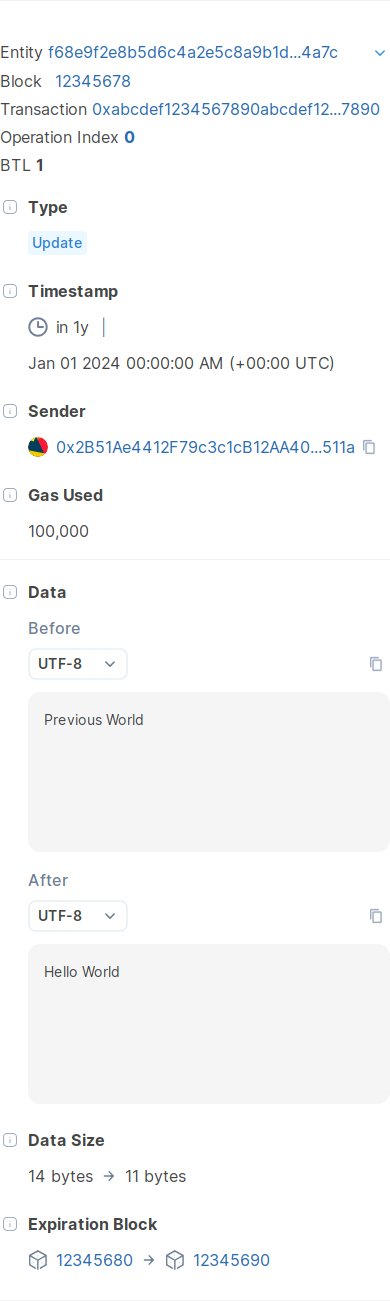 Entity f68e9f2e8b5d6c4a2e5c8a9b1d...4a7c
Block 12345678
Transaction 0xabcdef1234567890abcdef12...7890
Operation Index 0
BTL 1
Type
Update
Timestamp
in 1y
Jan 01 2024 00:00:00 AM (+00:00 UTC)
Sender
0x2B51Ae4412F79c3c1cB12AA40...511a
Gas Used
100,000
Data
Before
UTF-8
Previous World
After
UTF-8
Hello World
Data Size
14 bytes → 11 bytes
Expiration Block
12345680 → 12345690